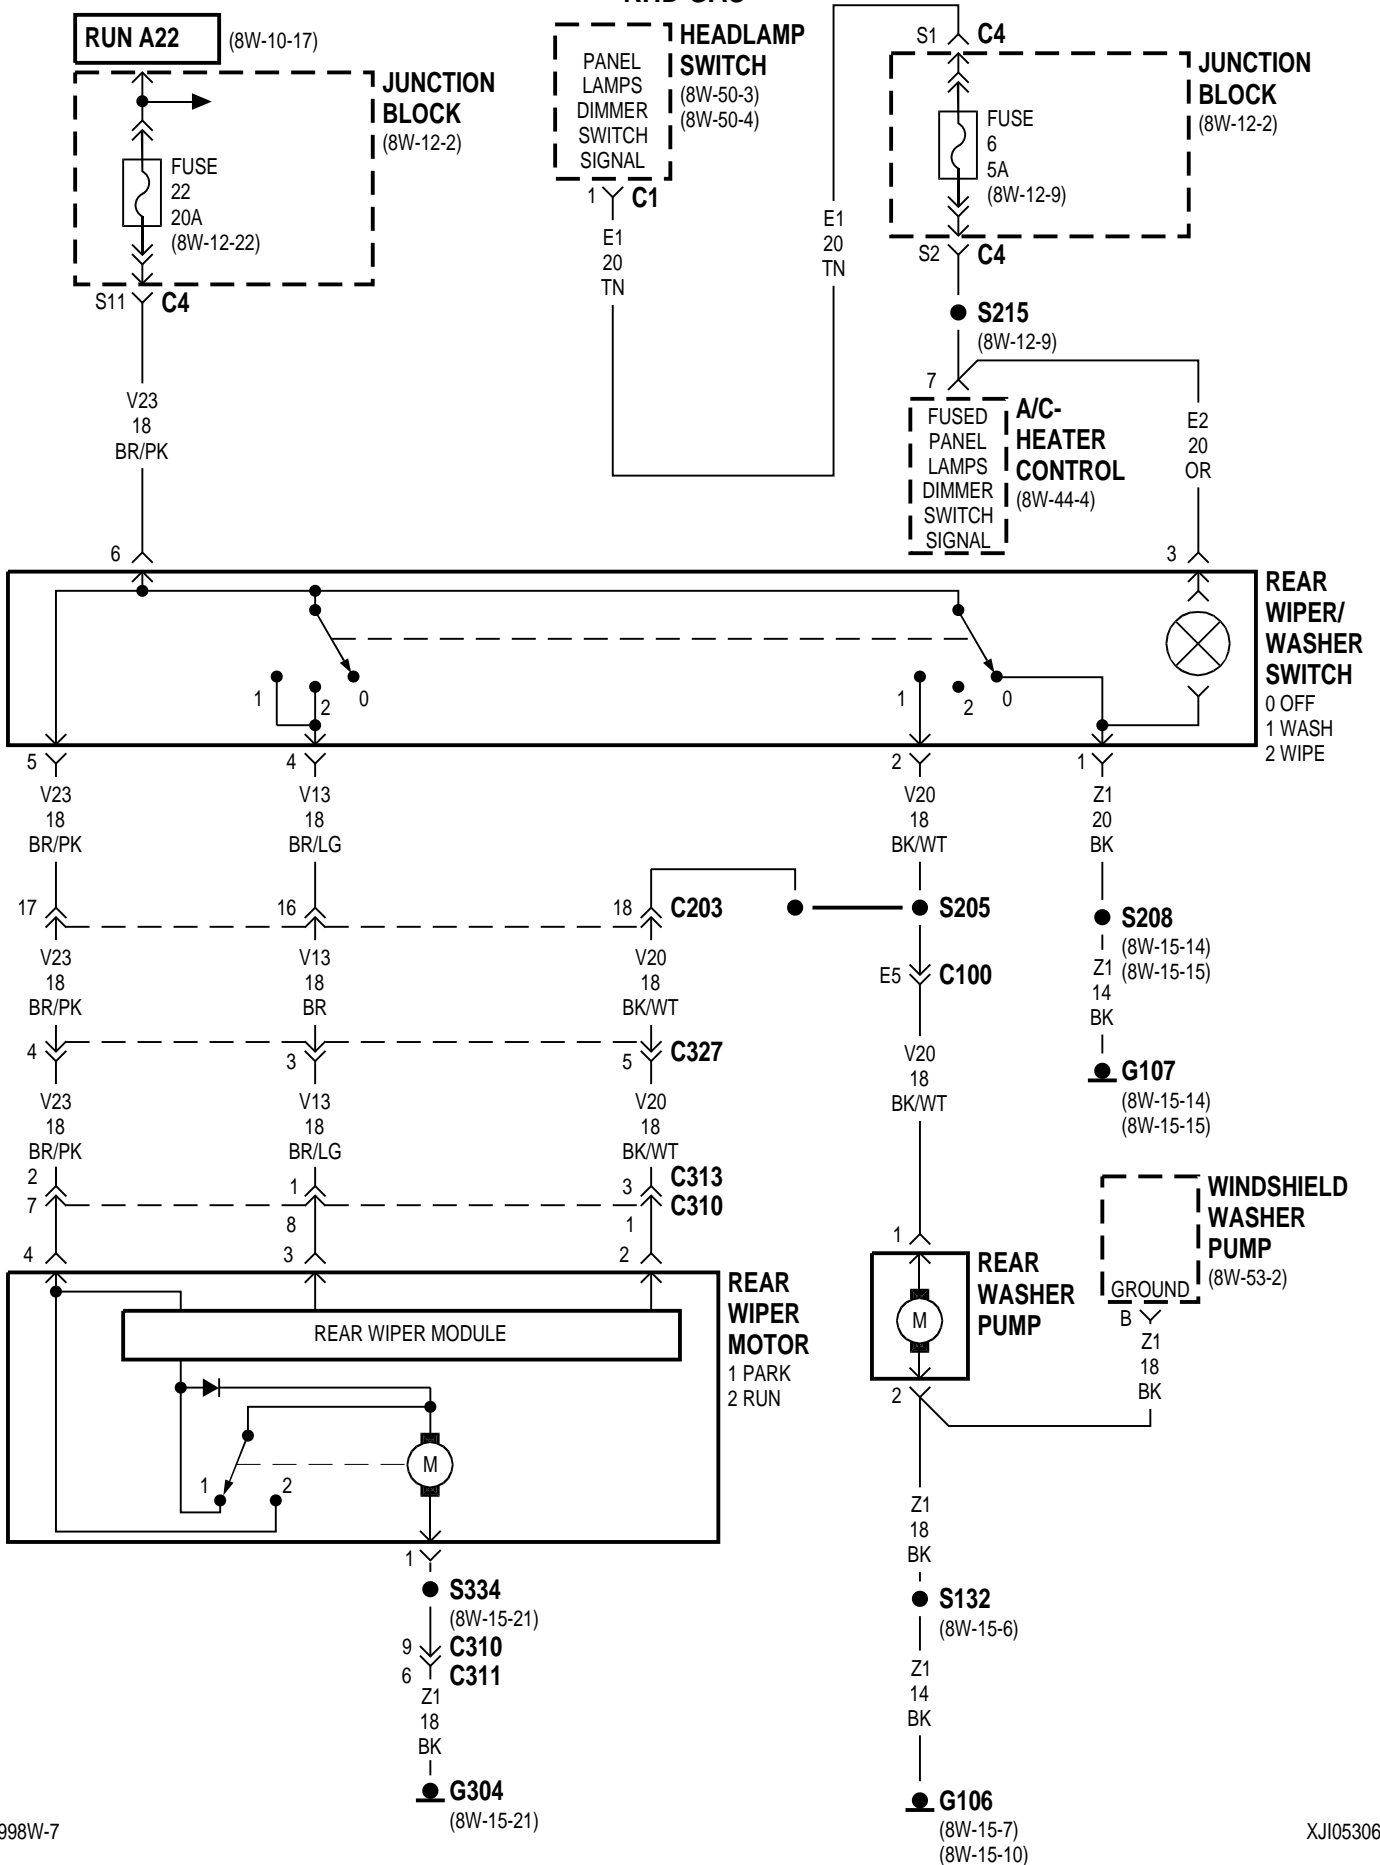 RHD GAS
RUN A22
(8W-10-17)
JUNCTION
BLOCK
(8W-12-2)
FUSE
22
20A
(8W-12-22)
S11
C4
V23
18
BR/PK
6
PANEL
LAMPS
DIMMER
SWITCH
SIGNAL
HEADLAMP
SWITCH
(8W-50-3)
(8W-50-4)
1
C1
E1
20
TN
E1
20
TN
S1
C4
JUNCTION
BLOCK
(8W-12-2)
FUSE
6
5A
(8W-12-9)
S2
C4
S215
(8W-12-9)
7
FUSED
PANEL
LAMPS
DIMMER
SWITCH
SIGNAL
A/C-
HEATER
CONTROL
(8W-44-4)
E2
20
OR
3
REAR
WIPER/
WASHER
SWITCH
0 OFF
1 WASH
2 WIPE
1
2
0
1
2
0
5
4
2
1
V23
18
BR/PK
V13
18
BR/LG
V20
18
BK/WT
Z1
20
BK
17
16
18
C203
S205
S208
(8W-15-14)
(8W-15-15)
V23
18
BR/PK
V13
18
BR
V20
18
BK/WT
E5
C100
Z1
14
BK
4
3
5
C327
V20
18
BK/WT
G107
(8W-15-14)
(8W-15-15)
V23
18
BR/PK
V13
18
BR/LG
V20
18
BK/WT
2
1
3
C313
7
8
1
C310
4
3
2
1
REAR
WIPER
MOTOR
1 PARK
2 RUN
REAR WIPER MODULE
M
1
2
REAR
WASHER
PUMP
M
2
WINDSHIELD
WASHER
PUMP
(8W-53-2)
GROUND
B
Z1
18
BK
1
S334
(8W-15-21)
9
C310
6
C311
Z1
18
BK
G304
(8W-15-21)
Z1
18
BK
S132
(8W-15-6)
Z1
14
BK
G106
(8W-15-7)
(8W-15-10)
998W-7
XJI05306